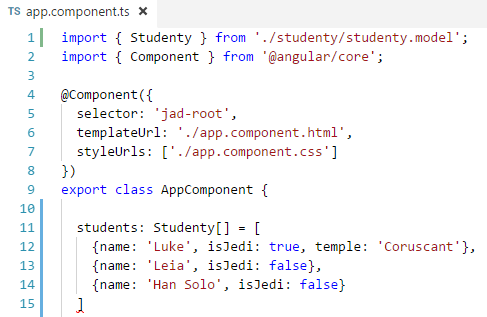 TS app.component.ts ×
1 import { Studenty } from './studenty/studenty.model';
2 import { Component } from '@angular/core';
3
4 @Component({
5   selector: 'jad-root',
6   templateUrl: './app.component.html',
7   styleUrls: ['./app.component.css']
8 })
9 export class AppComponent {
10
11   students: Studenty[] = [
12     {name: 'Luke', isJedi: true, temple: 'Coruscant'},
13     {name: 'Leia', isJedi: false},
14     {name: 'Han Solo', isJedi: false}
15   ]